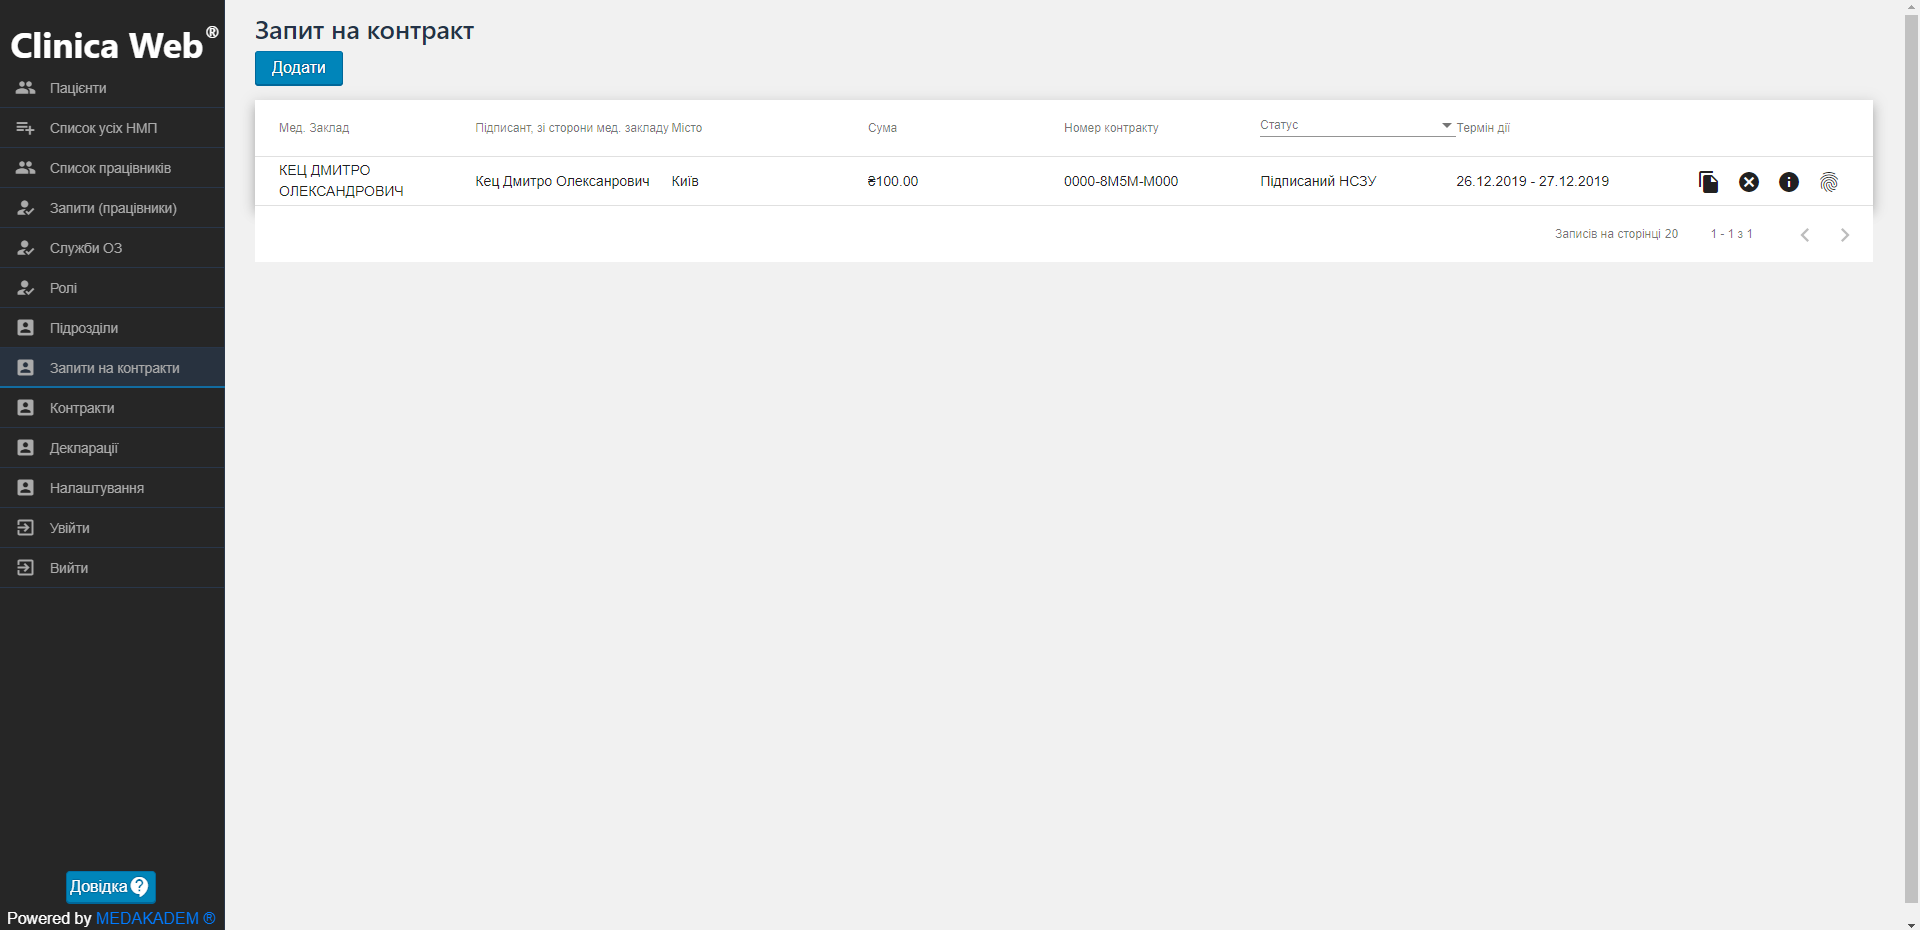 Clinica Web®
Пацієнти
Список усіх НМП
Список працівників
Запити (працівники)
Служби ОЗ
Ролі
Підрозділи
Запити на контракти
Контракти
Декларації
Налаштування
Увійти
Вийти
Довідка
Powered by MEDAKADEM ®
Запит на контракт
Додати
Мед. Заклад Підписант, зі сторони мед. закладу Місто Сума Номер контракту Статус Термін дії
КЕЦ ДМИТРО
ОЛЕКСАНДРОВИЧ
Кец Дмитро Олексанрович Київ ₴100.00 0000-8M5M-M000 Підписаний НСЗУ 26.12.2019 - 27.12.2019
Записів на сторінці 20 1 - 1 з 1